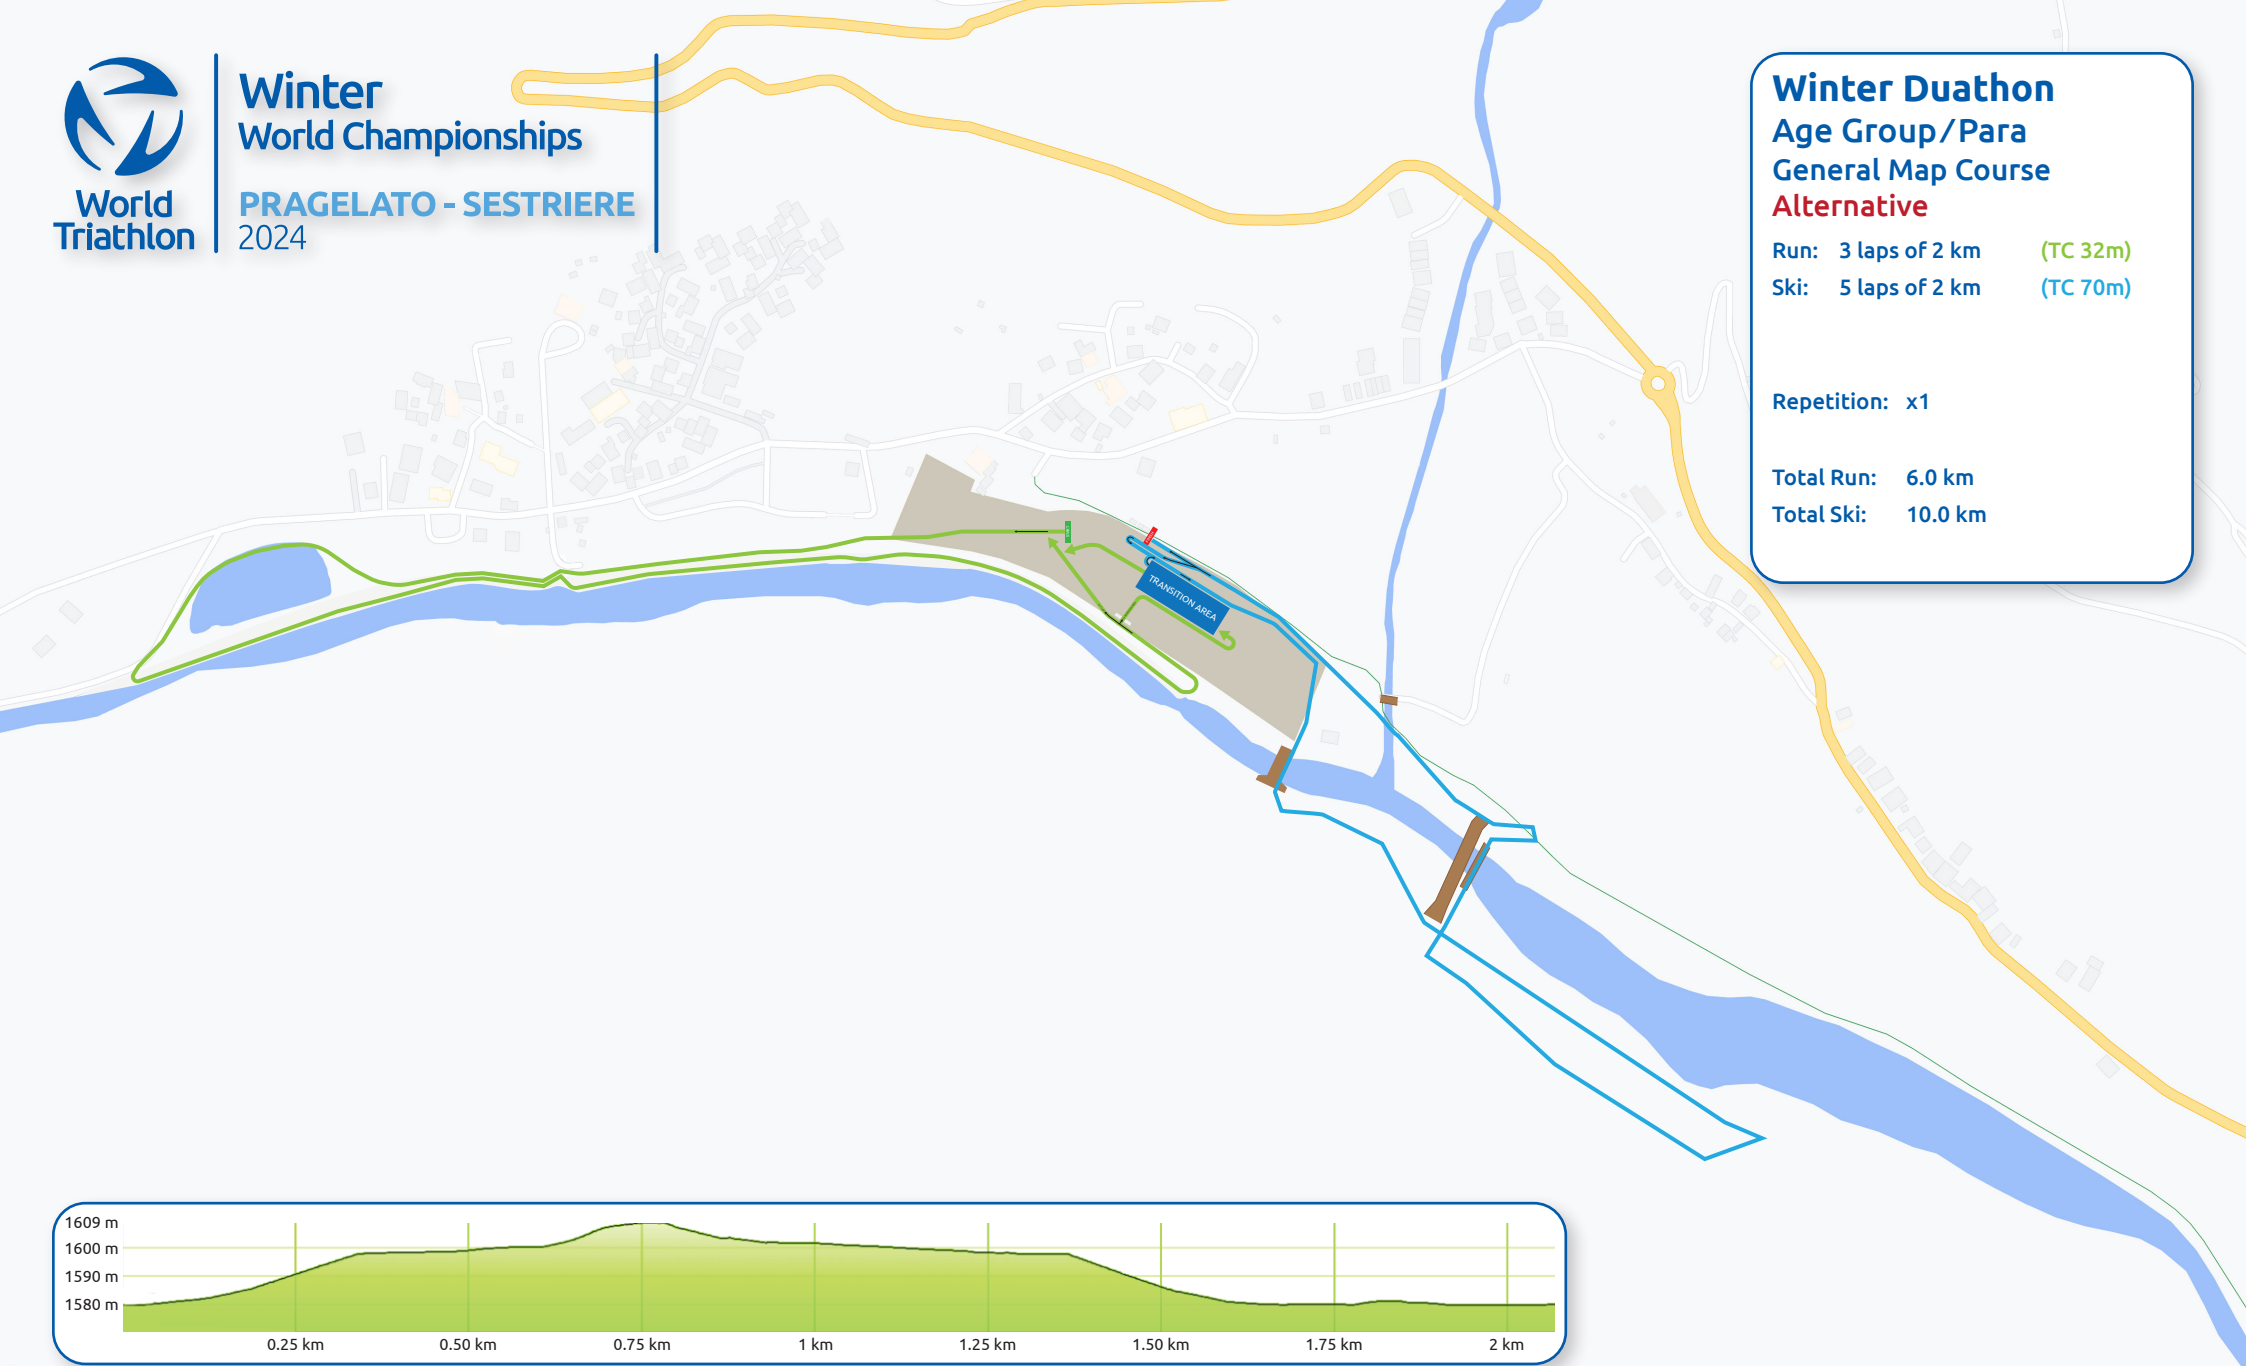 World
Triathlon
Winter
World Championships
PRAGELATO - SESTRIERE
2024
Winter Duathon
Age Group/Para
General Map Course
Alternative
Run: 3 laps of 2 km (TC 32m)
Ski: 5 laps of 2 km (TC 70m)
Repetition: x1
Total Run: 6.0 km
Total Ski: 10.0 km
TRANSITION AREA
1609 m
1600 m
1590 m
1580 m
0.25 km 0.50 km 0.75 km 1 km 1.25 km 1.50 km 1.75 km 2 km